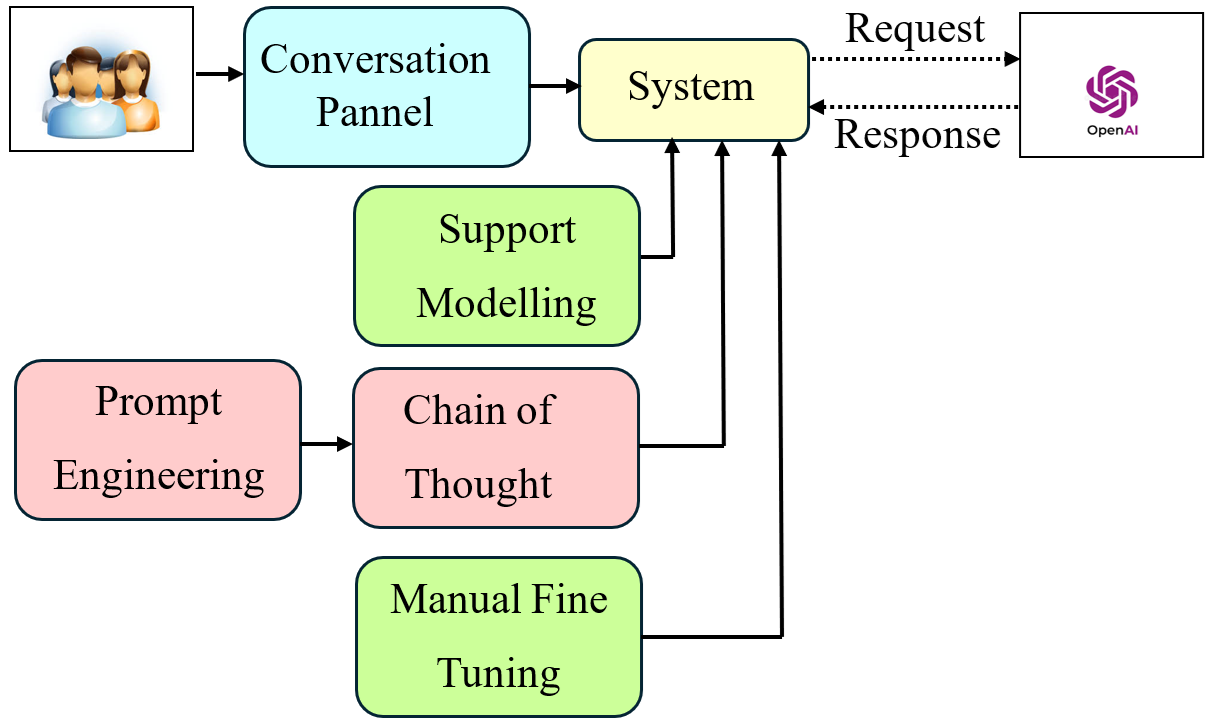 Conversation
Pannel
System
Request
Response
OpenAI
Support
Modelling
Prompt
Engineering
Chain of
Thought
Manual Fine
Tuning